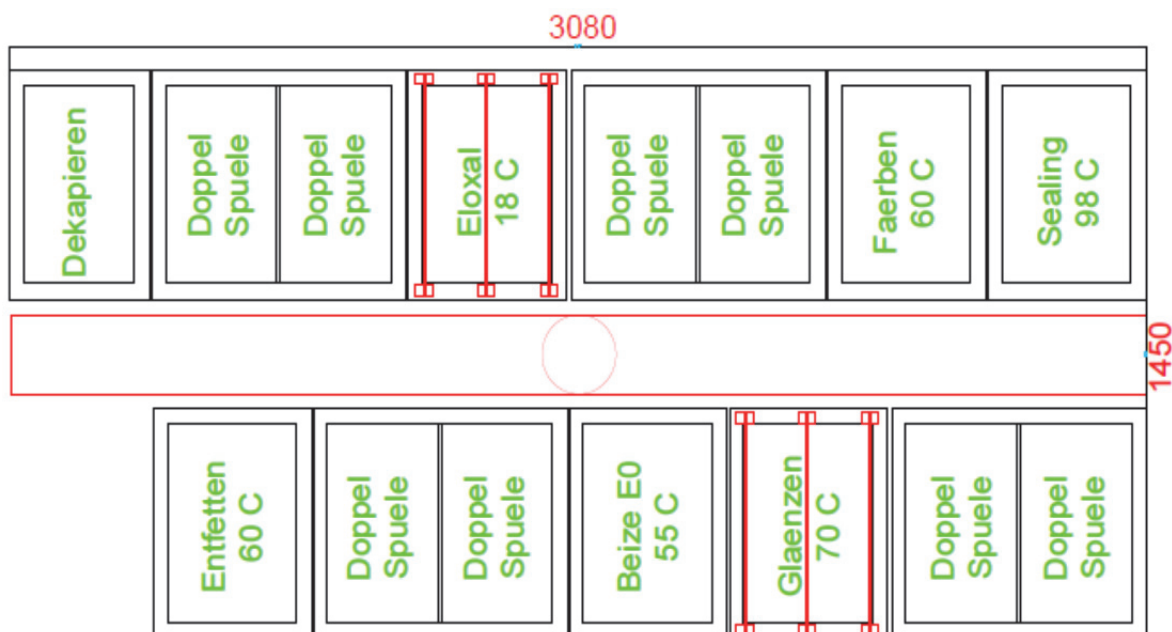 3080
Dekapieren
Doppel
Spuele
Doppel
Spuele
Eloxal
18 C
Doppel
Spuele
Doppel
Spuele
Faerben
60 C
Sealing
98 C
1450
Entfetten
60 C
Doppel
Spuele
Doppel
Spuele
Beize E0
55 C
Glaenzen
70 C
Doppel
Spuele
Doppel
Spuele